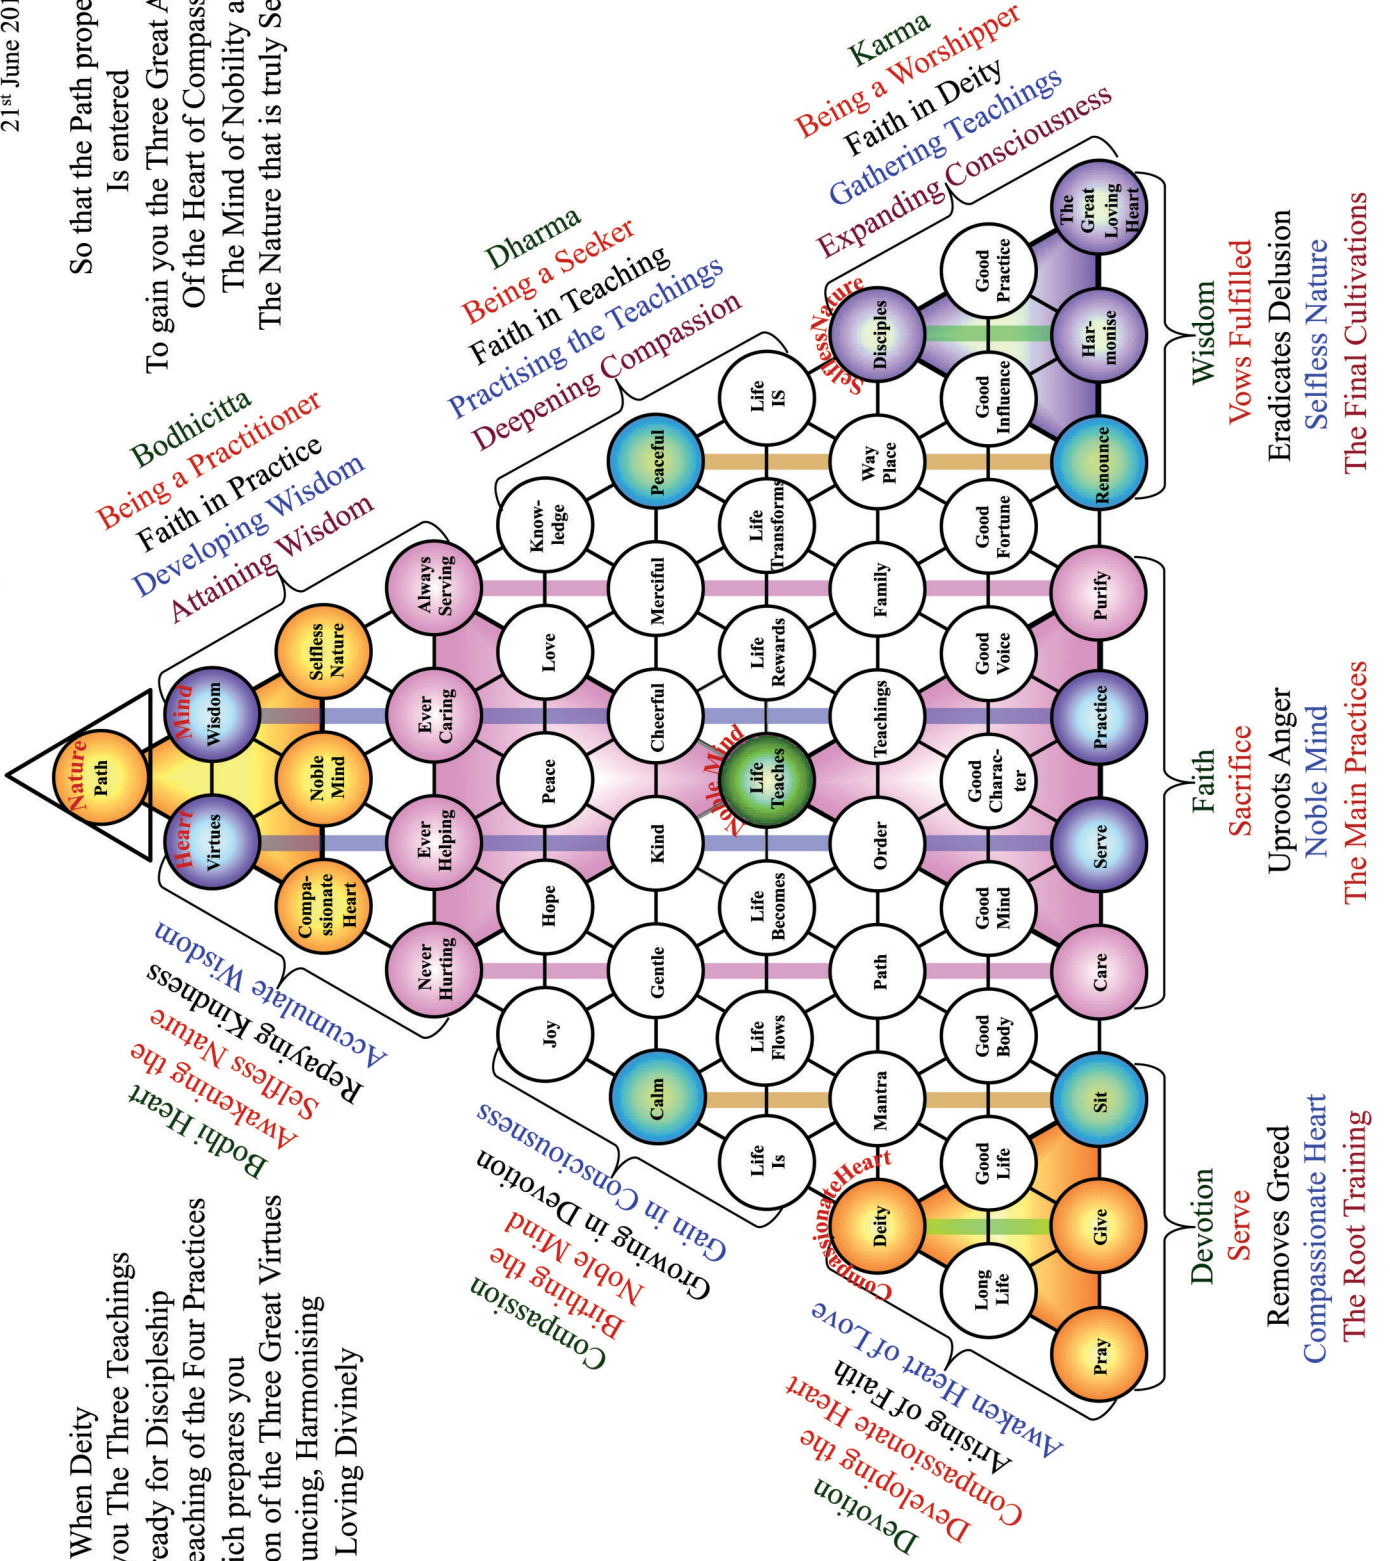 21st June 201
When Deity
you The Three Teachings
eady for Discipleship
eaching of the Four Practices
ich prepares you
on of the Three Great Virtues
uncing, Harmonising
Loving Divinely
So that the Path prope
Is entered
To gain you the Three Great A
Of the Heart of Compass
The Mind of Nobility a
The Nature that is truly Se
Bodhi Heart
Awakening the
Selfless Nature
Repaying Kindness
Accumulate Wisdom
Bodhicitta
Being a Practitioner
Faith in Practice
Developing Wisdom
Attaining Wisdom
Compassion
Birthing the
Noble Mind
Growing in Devotion
Gain in Consciousness
Dharma
Being a Seeker
Faith in Teaching
Practising the Teachings
Deepening Compassion
Devotion
Developing the
Compassionate Heart
Arising of Faith
Awaken Heart of Love
Karma
Being a Worshipper
Faith in Deity
Gathering Teachings
Expanding Consciousness
Nature
Path
Heart
Virtues
Mind
Wisdom
Compa-
ssionate
Heart
Noble
Mind
Selfless
Nature
Never
Hurting
Ever
Helping
Ever
Caring
Always
Serving
Joy
Hope
Peace
Love
Know-
ledge
Calm
Gentle
Kind
Cheerful
Merciful
Peaceful
Life
Is
Life
Flows
Life
Becomes
Noble Mind
Life
Teaches
Life
Rewards
Life
Transforms
Life
IS
CompassionateHeart
Deity
Mantra
Path
Order
Teachings
Family
Way
Place
SelflessNature
Disciples
Long
Life
Good
Life
Good
Body
Good
Mind
Good
Charac-
ter
Good
Voice
Good
Fortune
Good
Influence
Good
Practice
Pray
Give
Sit
Care
Serve
Practice
Purify
Renounce
Har-
monise
The
Great
Loving
Heart
Devotion
Serve
Removes Greed
Compassionate Heart
The Root Training
Faith
Sacrifice
Uproots Anger
Noble Mind
The Main Practices
Wisdom
Vows Fulfilled
Eradicates Delusion
Selfless Nature
The Final Cultivations